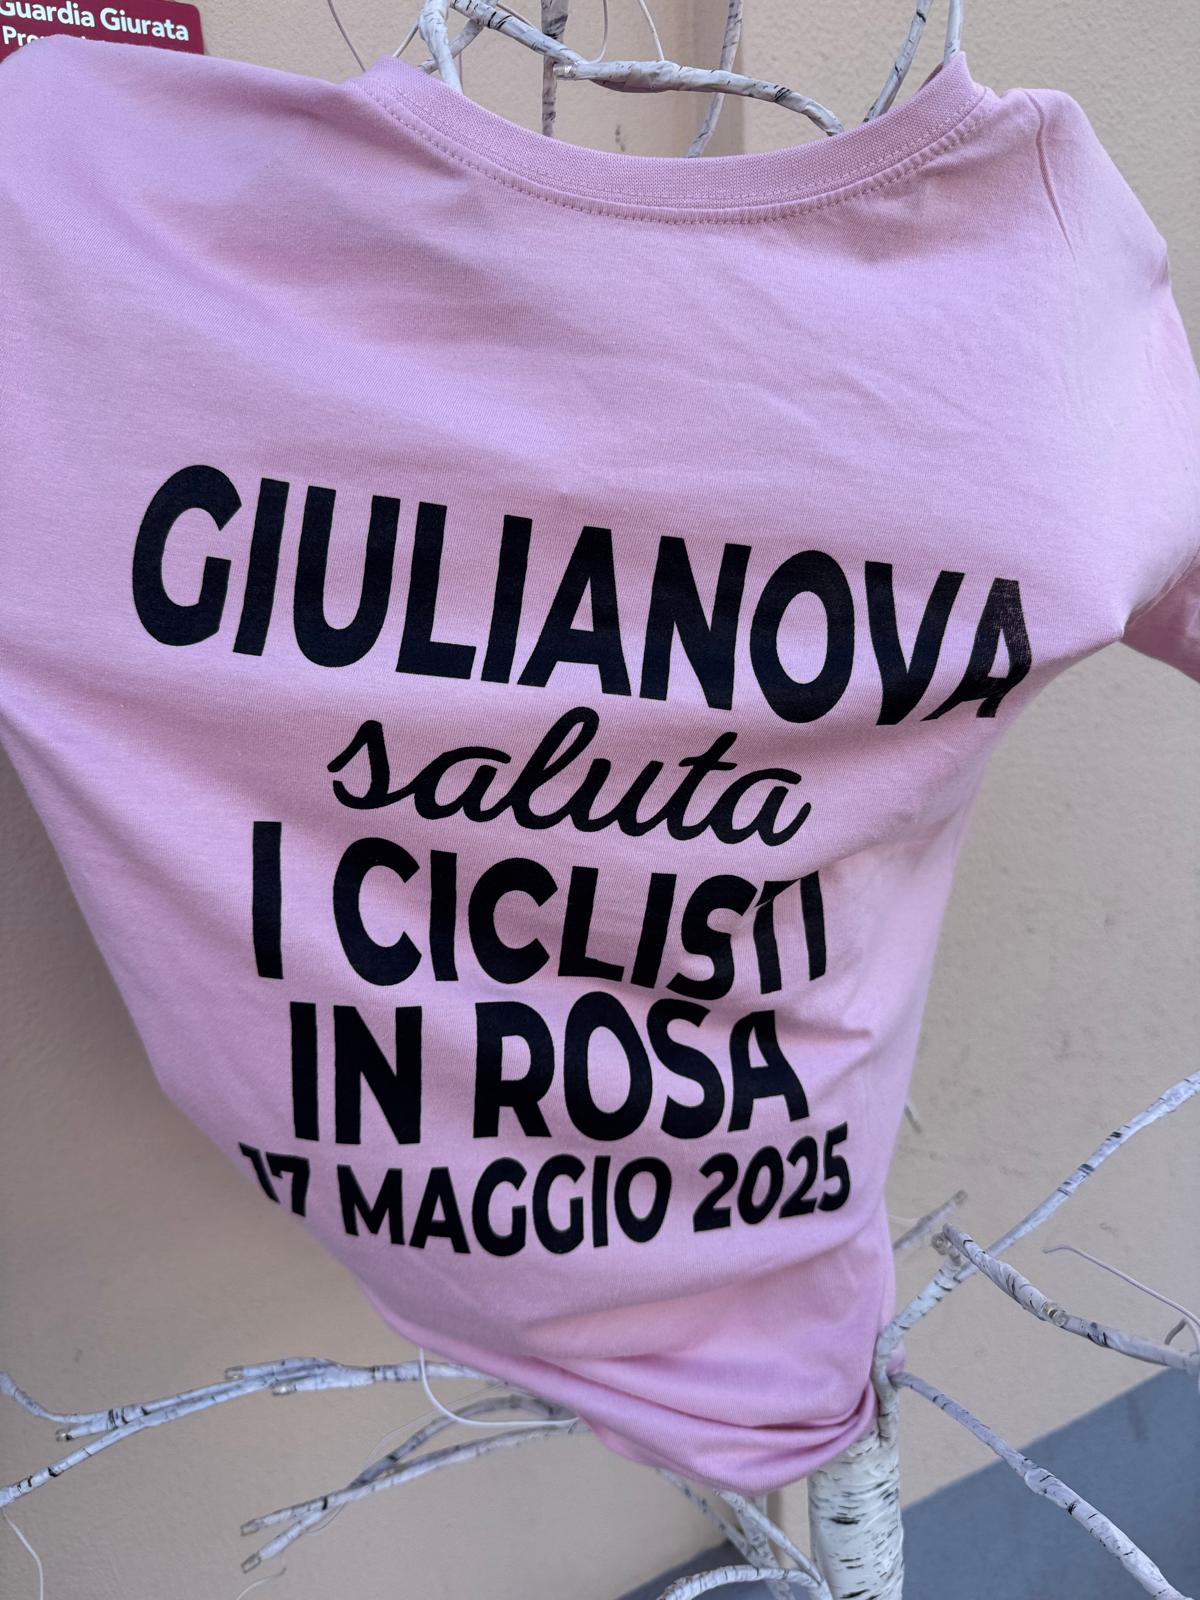 Guardia Giurata
GIULIANOVA
saluta
I CICLISTI
IN ROSA
17 MAGGIO 2025